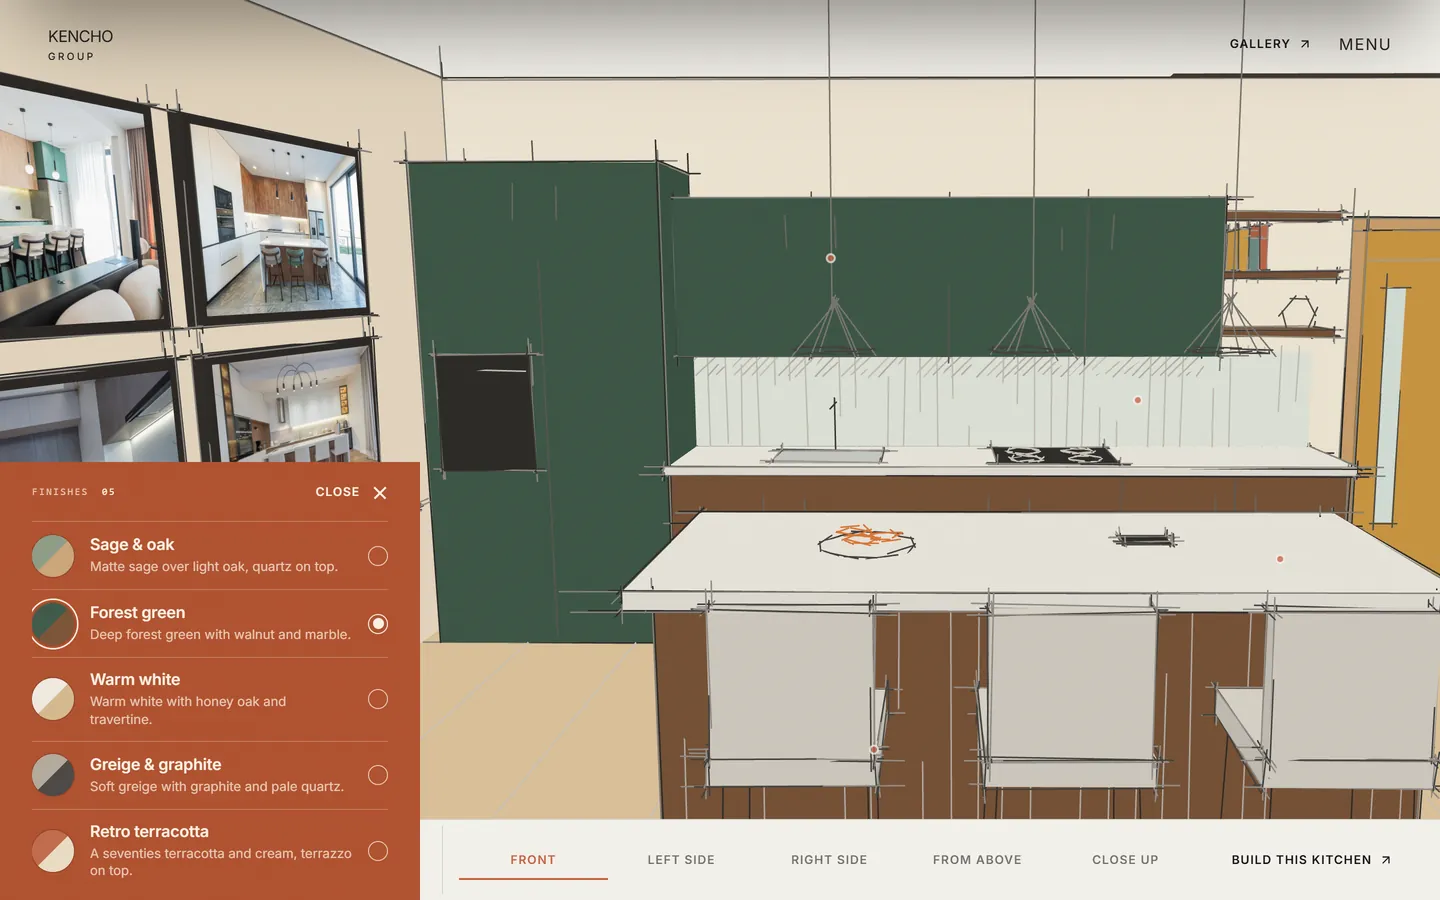 KENCHO
GROUP
GALLERY
MENU
FINISHES 05
CLOSE
Sage & oak
Matte sage over light oak, quartz on top.
Forest green
Deep forest green with walnut and marble.
Warm white
Warm white with honey oak and
travertine.
Greige & graphite
Soft greige with graphite and pale quartz.
Retro terracotta
A seventies terracotta and cream, terrazzo
on top.
FRONT
LEFT SIDE
RIGHT SIDE
FROM ABOVE
CLOSE UP
BUILD THIS KITCHEN